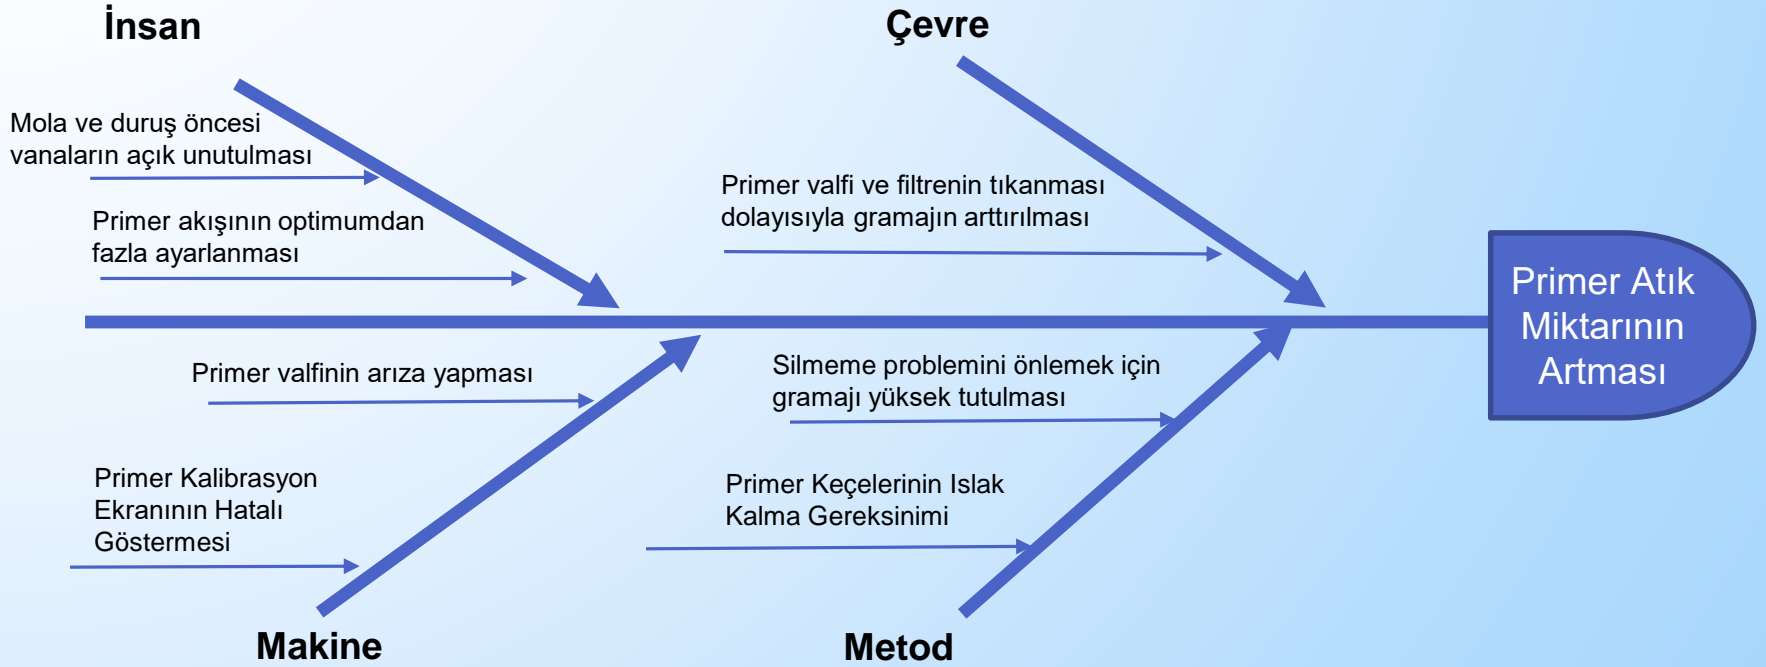 İnsan
Çevre
Mola ve duruş öncesi
vanaların açık unutulması
Primer akışının optimumdan
fazla ayarlanması
Primer valfi ve filtrenin tıkanması
dolayısıyla gramajın arttırılması
Primer Atık
Miktarının
Artması
Primer valfinin arıza yapması
Silmeme problemini önlemek için
gramajı yüksek tutulması
Primer Kalibrasyon
Ekranının Hatalı
Göstermesi
Primer Keçelerinin Islak
Kalma Gereksinimi
Makine
Metod